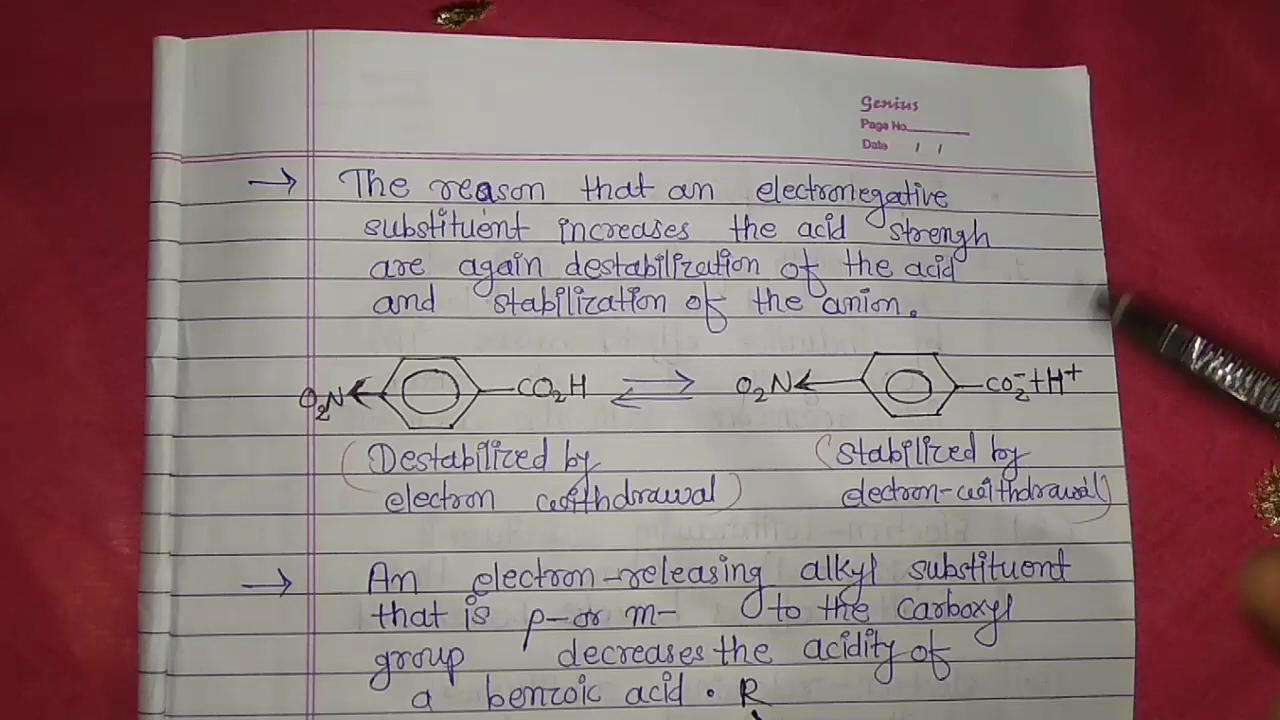 Genius
Page No.
Date / /
→ The reason that an electronegative
substituent increases the acid strengh
are again destabilization of the acid
and stabilization of the anion.
O₂N CO₂H ⇌ O₂N CO₂⁻+H⁺
(Destabilized by (stabilized by
electron withdrawal) electron-withdrawal)
→ An electron-releasing alkyl substituent
that is p- or m- to the carboxyl
group decreases the acidity of
a benzoic acid. R